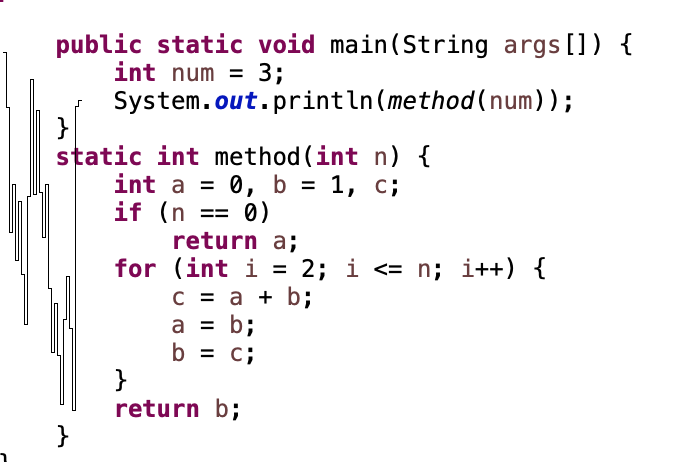 public static void main(String args[]) {
int num = 3;
System.out.println(method(num));
}
static int method(int n) {
int a = 0, b = 1, c;
if (n == 0)
return a;
for (int i = 2; i <= n; i++) {
c = a + b;
a = b;
b = c;
}
return b;
}
}